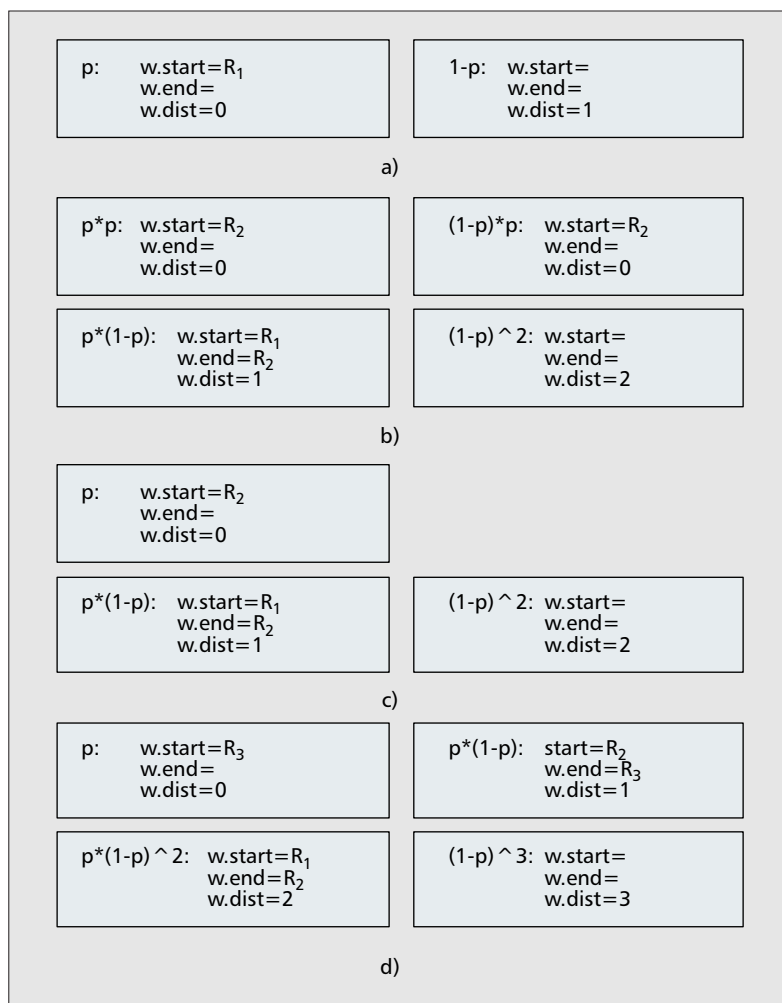 p: w.start=R₁
w.end=
w.dist=0
1-p: w.start=
w.end=
w.dist=1
a)
p*p: w.start=R₂
w.end=
w.dist=0
(1-p)*p: w.start=R₂
w.end=
w.dist=0
p*(1-p): w.start=R₁
w.end=R₂
w.dist=1
(1-p)^2: w.start=
w.end=
w.dist=2
b)
p: w.start=R₂
w.end=
w.dist=0
p*(1-p): w.start=R₁
w.end=R₂
w.dist=1
(1-p)^2: w.start=
w.end=
w.dist=2
c)
p: w.start=R₃
w.end=
w.dist=0
p*(1-p): start=R₂
w.end=R₃
w.dist=1
p*(1-p)^2: w.start=R₁
w.end=R₂
w.dist=2
(1-p)^3: w.start=
w.end=
w.dist=3
d)